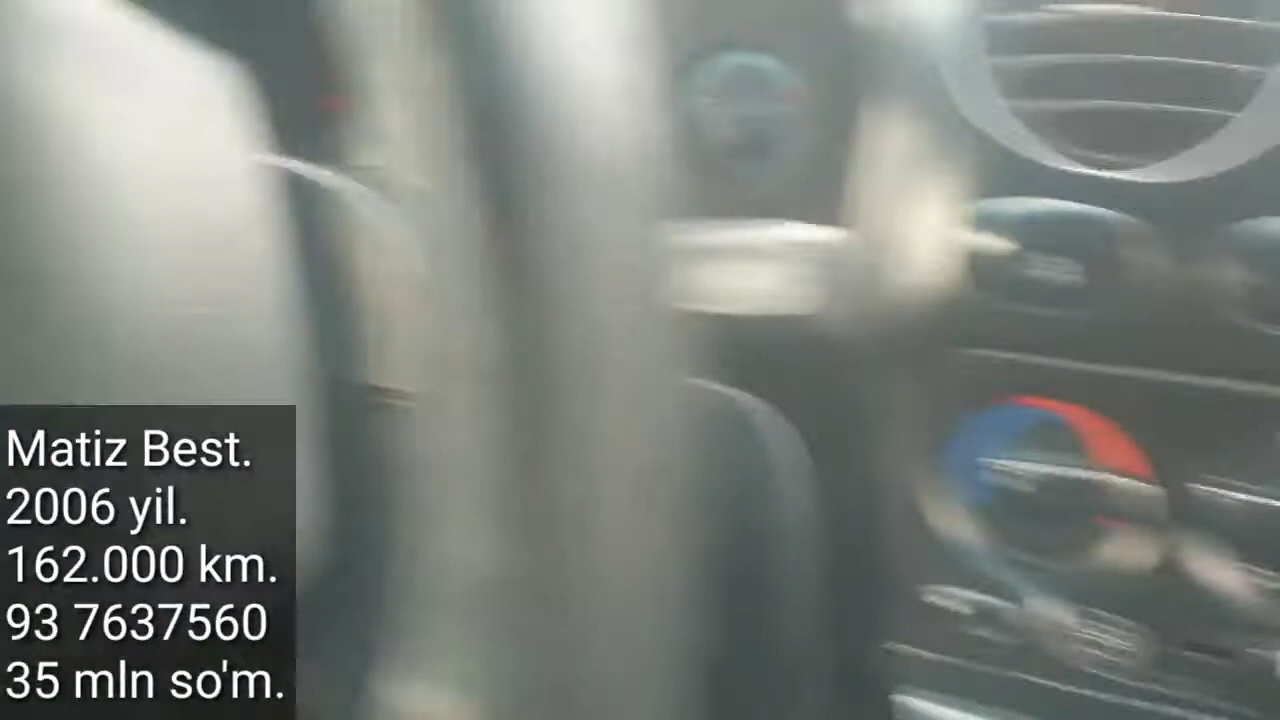 Matiz Best.
2006 yil.
162.000 km.
93 7637560
35 mln so'm.